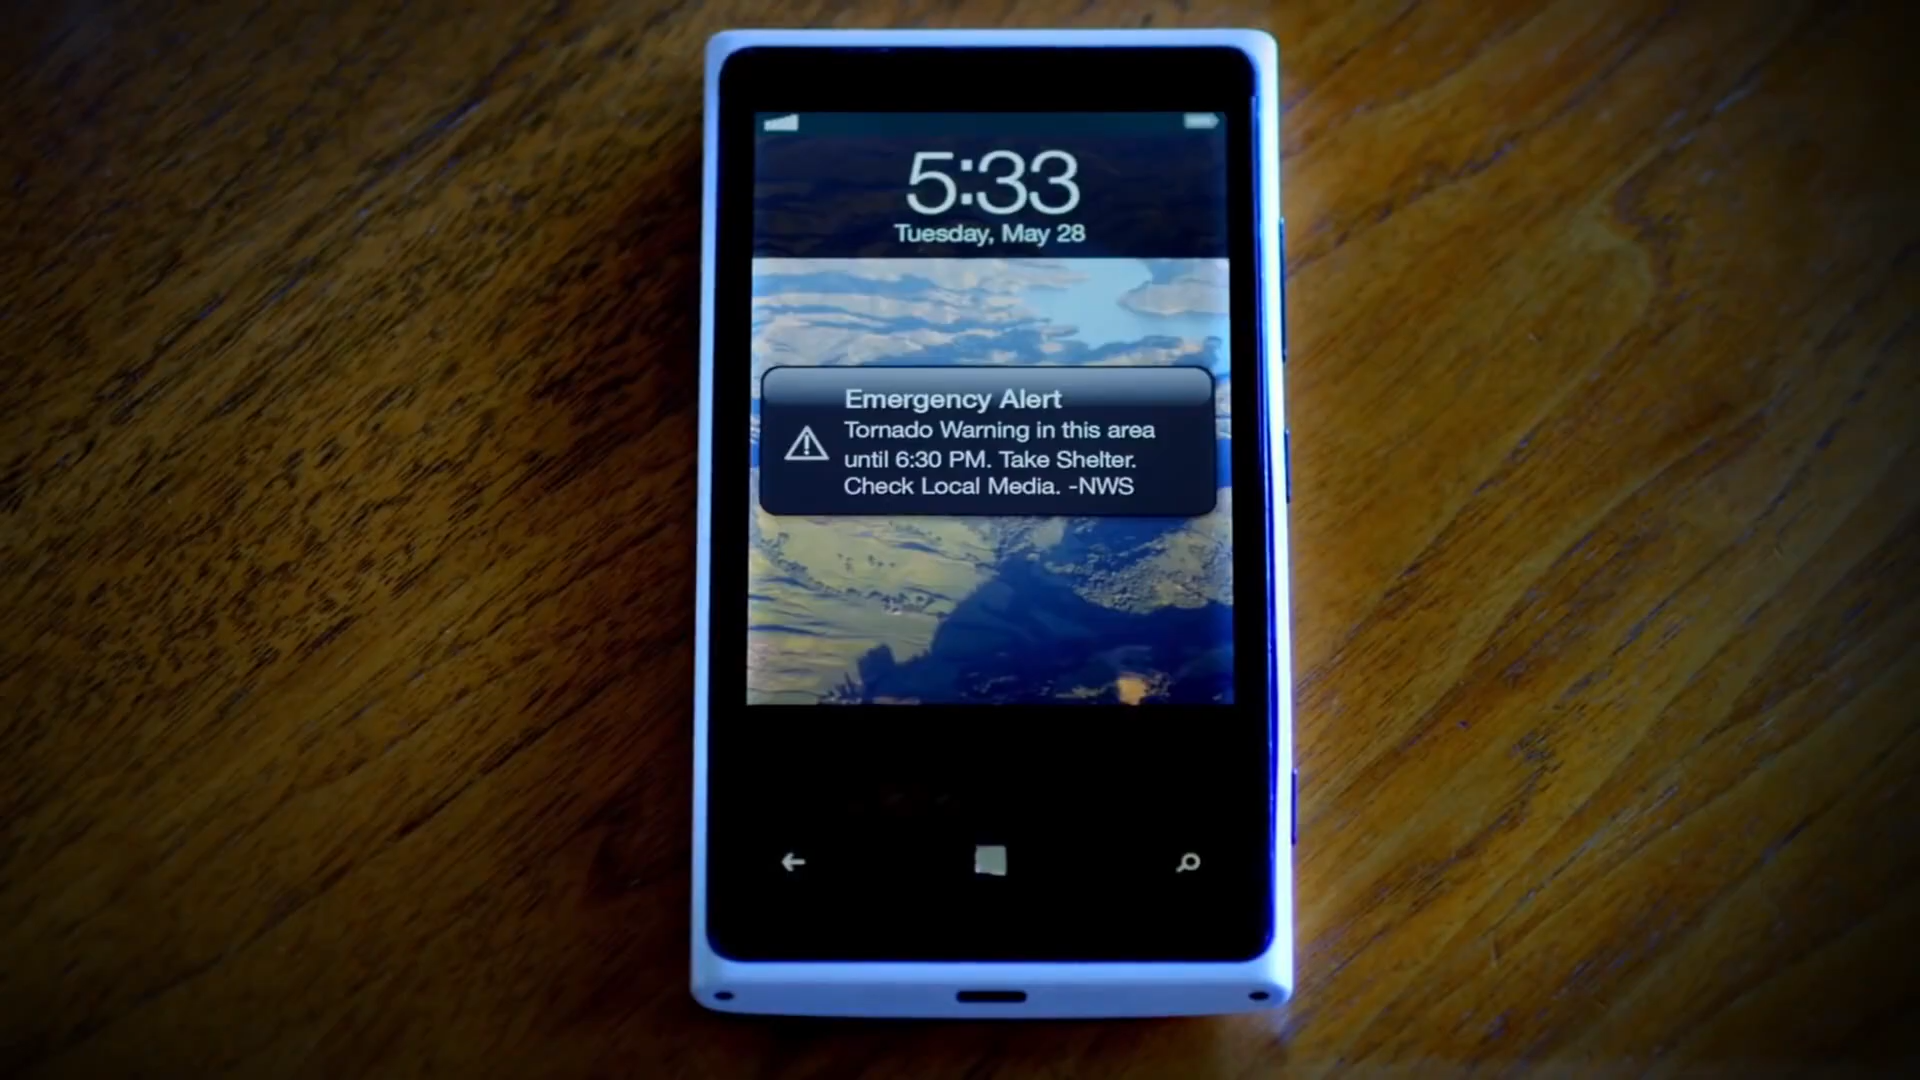 5:33
Tuesday, May 28
Emergency Alert
Tornado Warning in this area
until 6:30 PM. Take Shelter.
Check Local Media. -NWS